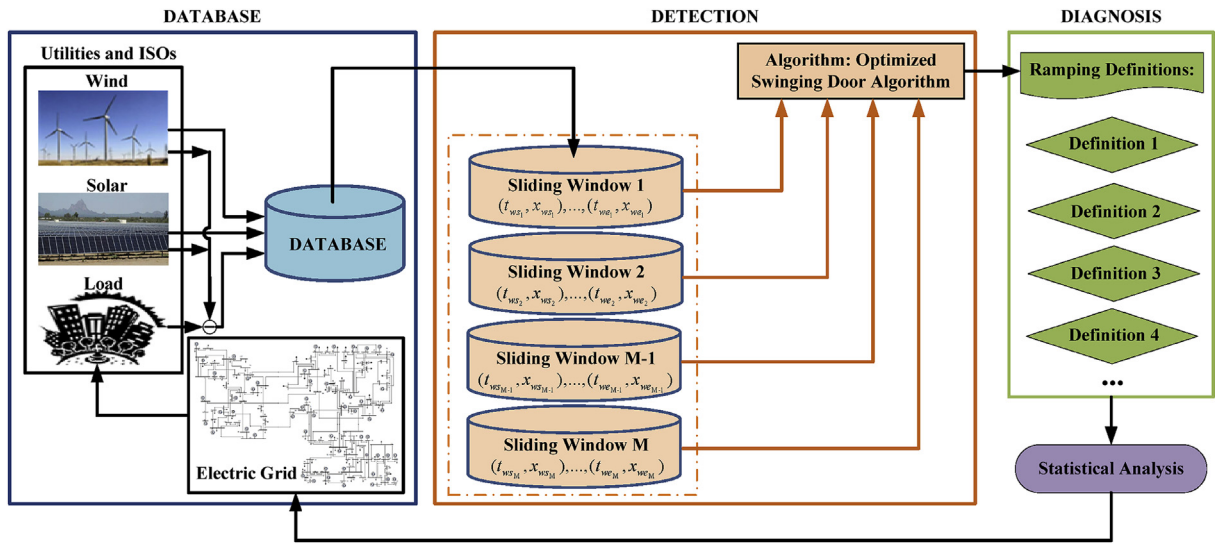 DATABASE
Utilities and ISOs
Wind
Solar
Load
DATABASE
Electric Grid
DETECTION
Algorithm: Optimized
Swinging Door Algorithm
Sliding Window 1
(t_{ws_1}, x_{ws_1}),...,(t_{we_1}, x_{we_1})
Sliding Window 2
(t_{ws_2}, x_{ws_2}),...,(t_{we_2}, x_{we_2})
Sliding Window M-1
(t_{ws_{M-1}}, x_{ws_{M-1}}),...,(t_{we_{M-1}}, x_{we_{M-1}})
Sliding Window M
(t_{ws_M}, x_{ws_M}),...,(t_{we_M}, x_{we_M})
DIAGNOSIS
Ramping Definitions:
Definition 1
Definition 2
Definition 3
Definition 4
...
Statistical Analysis